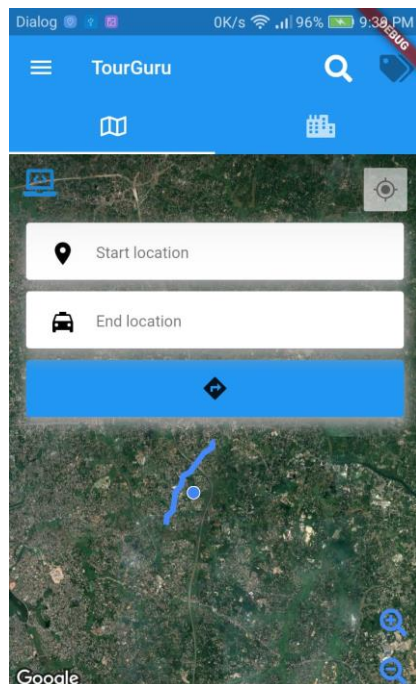 Dialog 0K/s 96% 9:39 PM
DEBUG
TourGuru
Start location
End location
Google